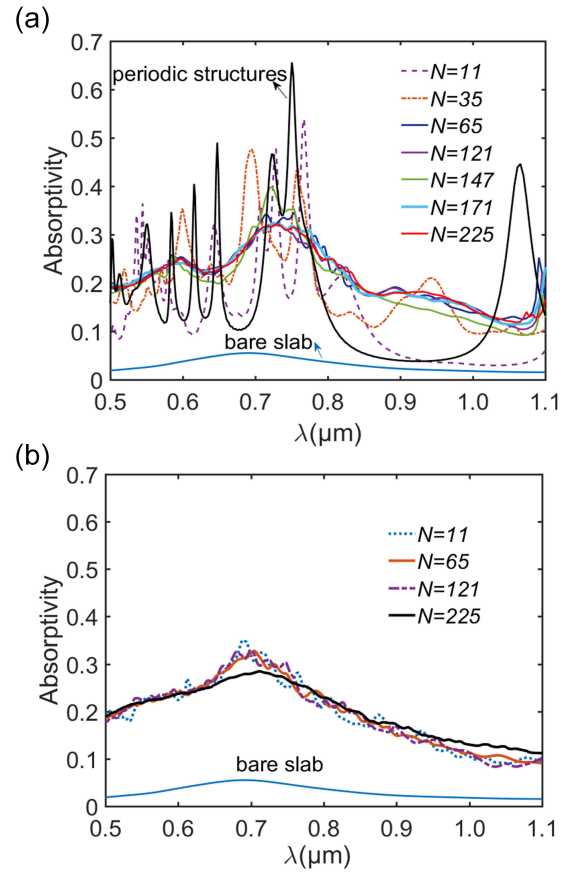 (a)
0.7
0.6
0.5
0.4
0.3
0.2
0.1
0
Absorptivity
periodic structures
N=11
N=35
N=65
N=121
N=147
N=171
N=225
bare slab
0.5 0.6 0.7 0.8 0.9 1.0 1.1
λ(μm)
(b)
0.7
0.6
0.5
0.4
0.3
0.2
0.1
0
Absorptivity
N=11
N=65
N=121
N=225
bare slab
0.5 0.6 0.7 0.8 0.9 1.0 1.1
λ(μm)